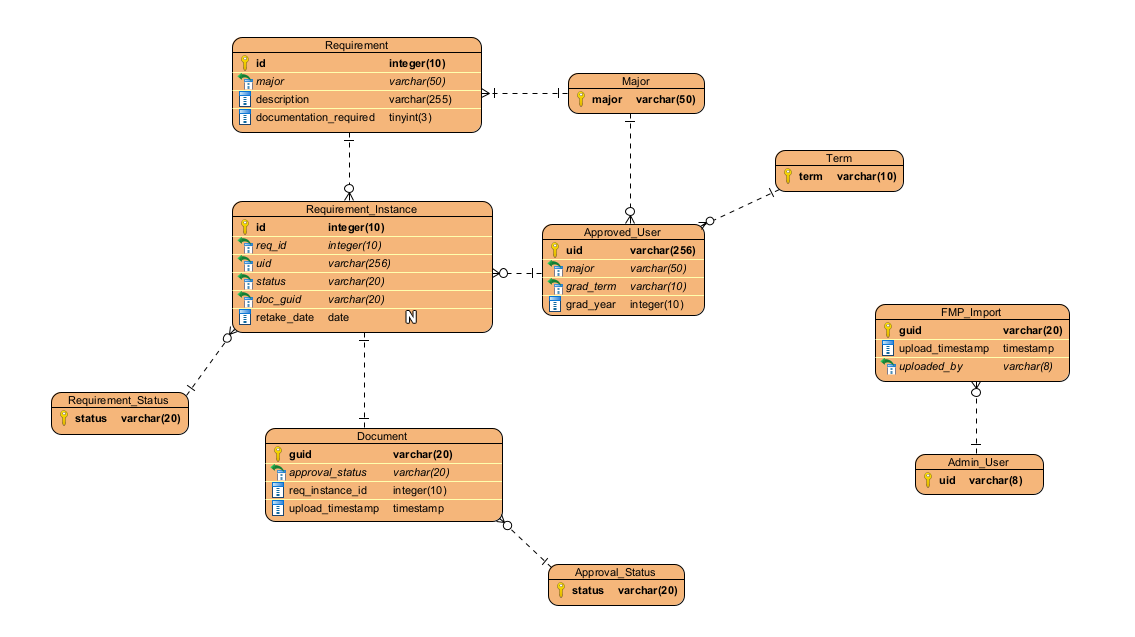 Requirement
id integer(10)
major varchar(50)
description varchar(255)
documentation_required tinyint(3)
Major
major varchar(50)
Term
term varchar(10)
Requirement_Instance
id integer(10)
req_id integer(10)
uid varchar(256)
status varchar(20)
doc_guid varchar(20)
retake_date date N
Approved_User
uid varchar(256)
major varchar(50)
grad_term varchar(10)
grad_year integer(10)
FMP_Import
guid varchar(20)
upload_timestamp timestamp
uploaded_by varchar(8)
Requirement_Status
status varchar(20)
Document
guid varchar(20)
approval_status varchar(20)
req_instance_id integer(10)
upload_timestamp timestamp
Admin_User
uid varchar(8)
Approval_Status
status varchar(20)